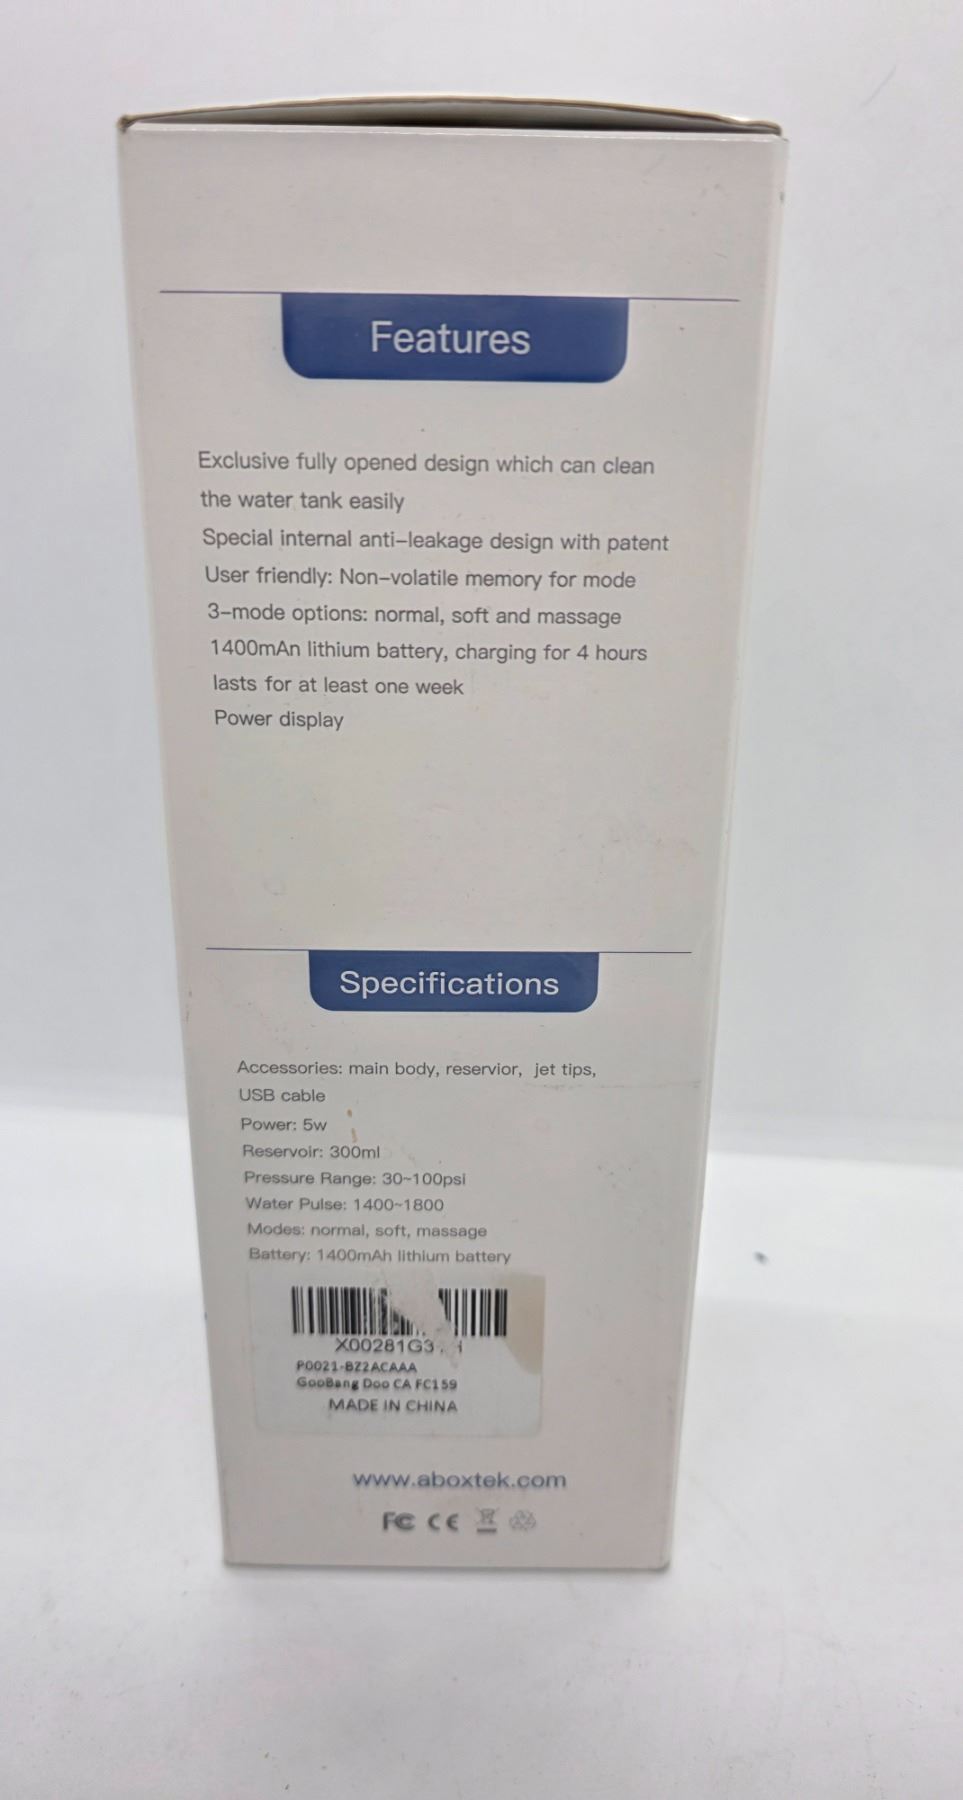 Features
Exclusive fully opened design which can clean
the water tank easily
Special internal anti-leakage design with patent
User friendly: Non-volatile memory for mode
3-mode options: normal, soft and massage
1400mAn lithium battery, charging for 4 hours
lasts for at least one week
Power display
Specifications
Accessories: main body, reservior, jet tips,
USB cable
Power: 5w
Reservoir: 300ml
Pressure Range: 30~100psi
Water Pulse: 1400~1800
Modes: normal, soft, massage
Battery: 1400mAh lithium battery
P0021-BZ2ACAAA
GooBang Doo CA FC159
MADE IN CHINA
www.aboxtek.com
FC CE